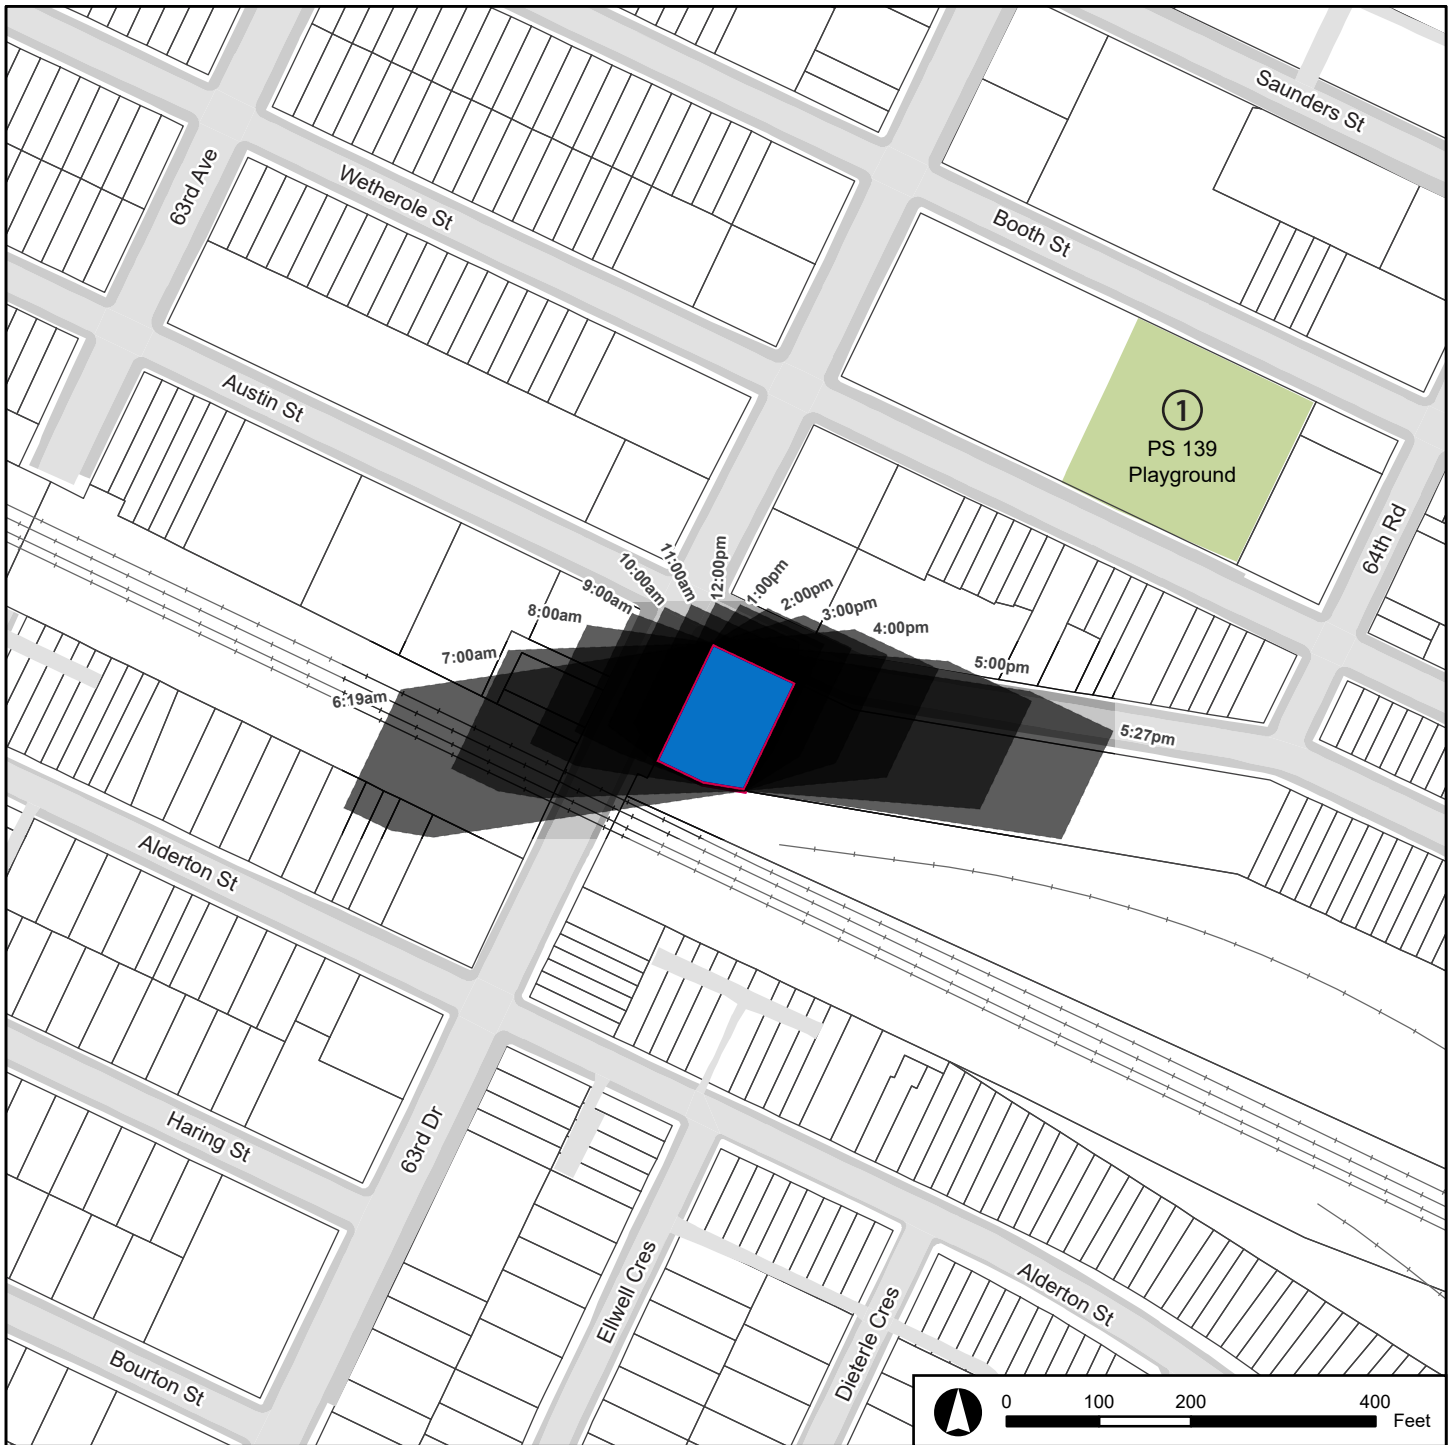 Saunders St
63rd Ave
Wetherole St
Booth St
Austin St
1
PS 139
Playground
64th Rd
6:19am
7:00am
8:00am
9:00am
10:00am
11:00am
12:00pm
1:00pm
2:00pm
3:00pm
4:00pm
5:00pm
5:27pm
Alderton St
Haring St
63rd Dr
Ellwell Cres
Dieterle Cres
Alderton St
Bourton St
0 100 200 400
Feet